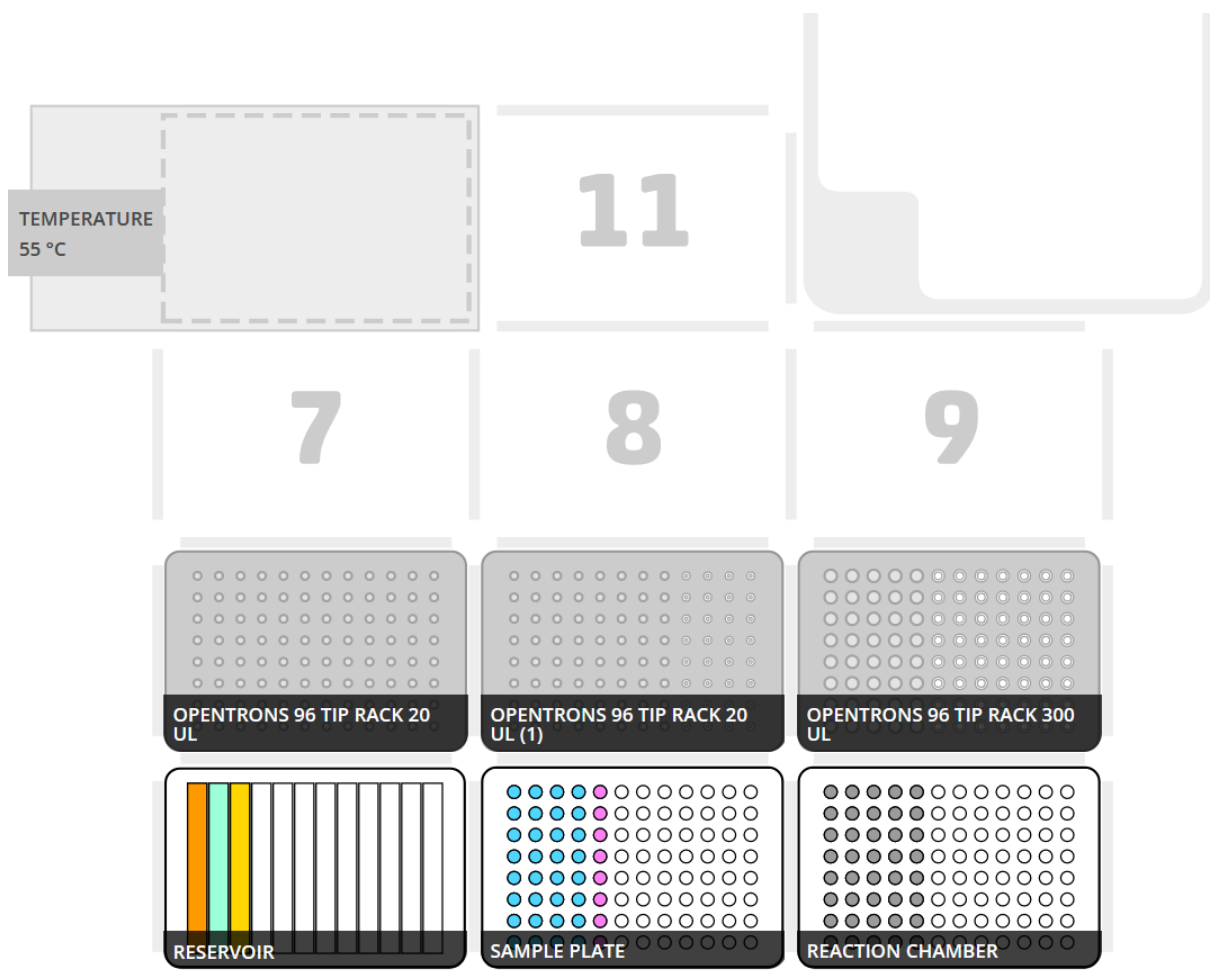 TEMPERATURE
55 °C
11
7
8
9
OPENTRONS 96 TIP RACK 20
UL
OPENTRONS 96 TIP RACK 20
UL (1)
OPENTRONS 96 TIP RACK 300
UL
RESERVOIR
SAMPLE PLATE
REACTION CHAMBER